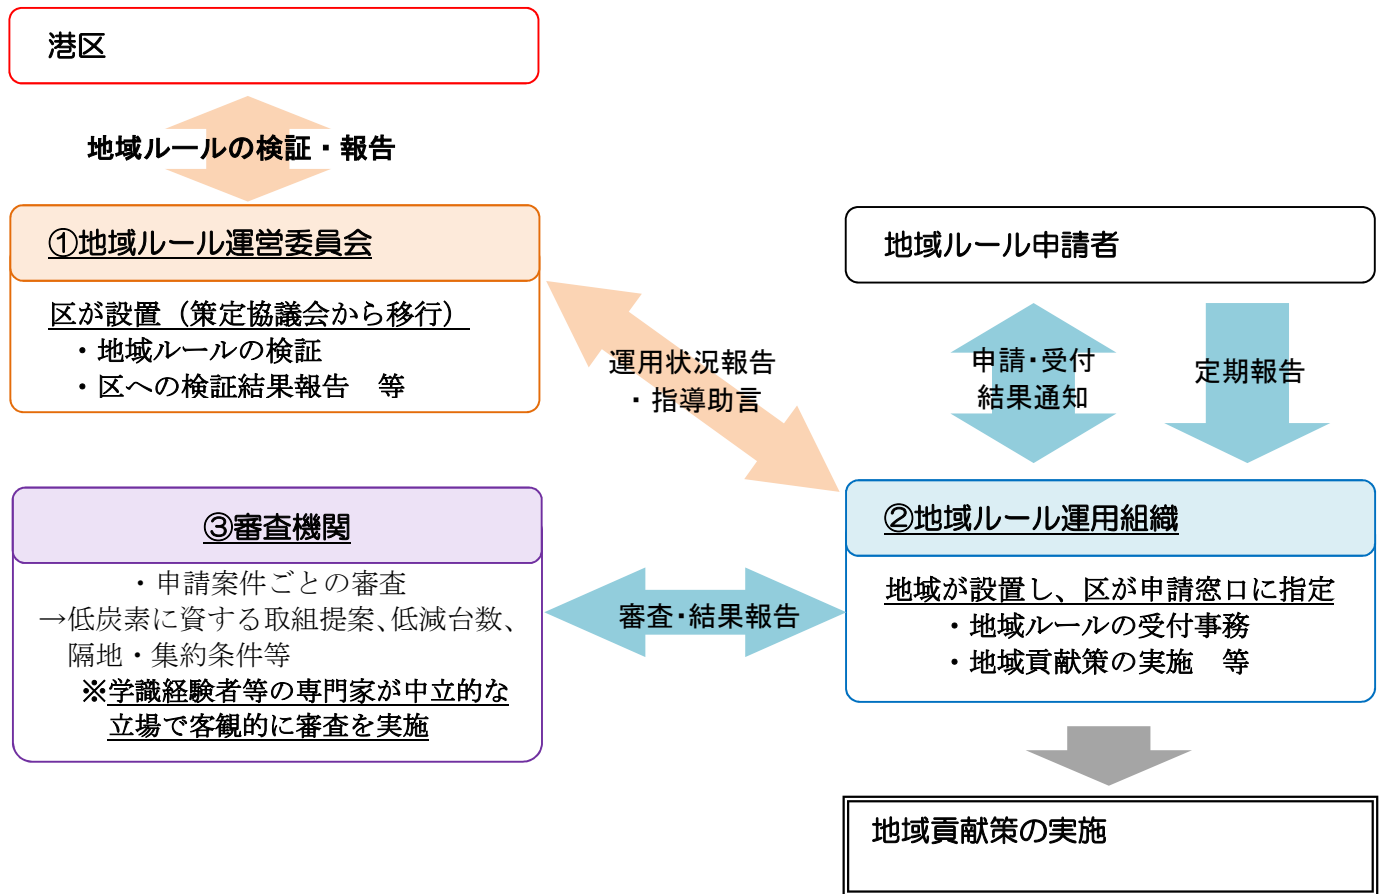 港区
地域ルールの検証・報告
①地域ルール運営委員会
区が設置（策定協議会から移行）
・地域ルールの検証
・区への検証結果報告　等
地域ルール申請者
運用状況報告
・指導助言
申請・受付
結果通知
定期報告
③審査機関
・申請案件ごとの審査
→低炭素に資する取組提案、低減台数、
隔地・集約条件等
※学識経験者等の専門家が中立的な
立場で客観的に審査を実施
審査・結果報告
②地域ルール運用組織
地域が設置し、区が申請窓口に指定
・地域ルールの受付事務
・地域貢献策の実施　等
地域貢献策の実施